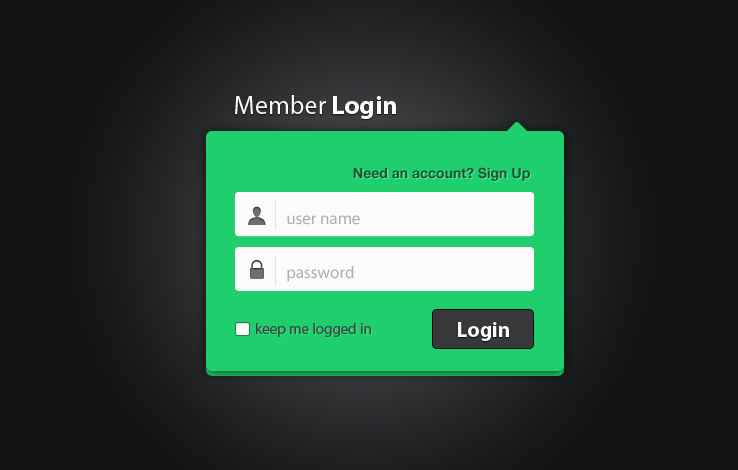 Member Login
Need an account? Sign Up
user name
password
keep me logged in
Login